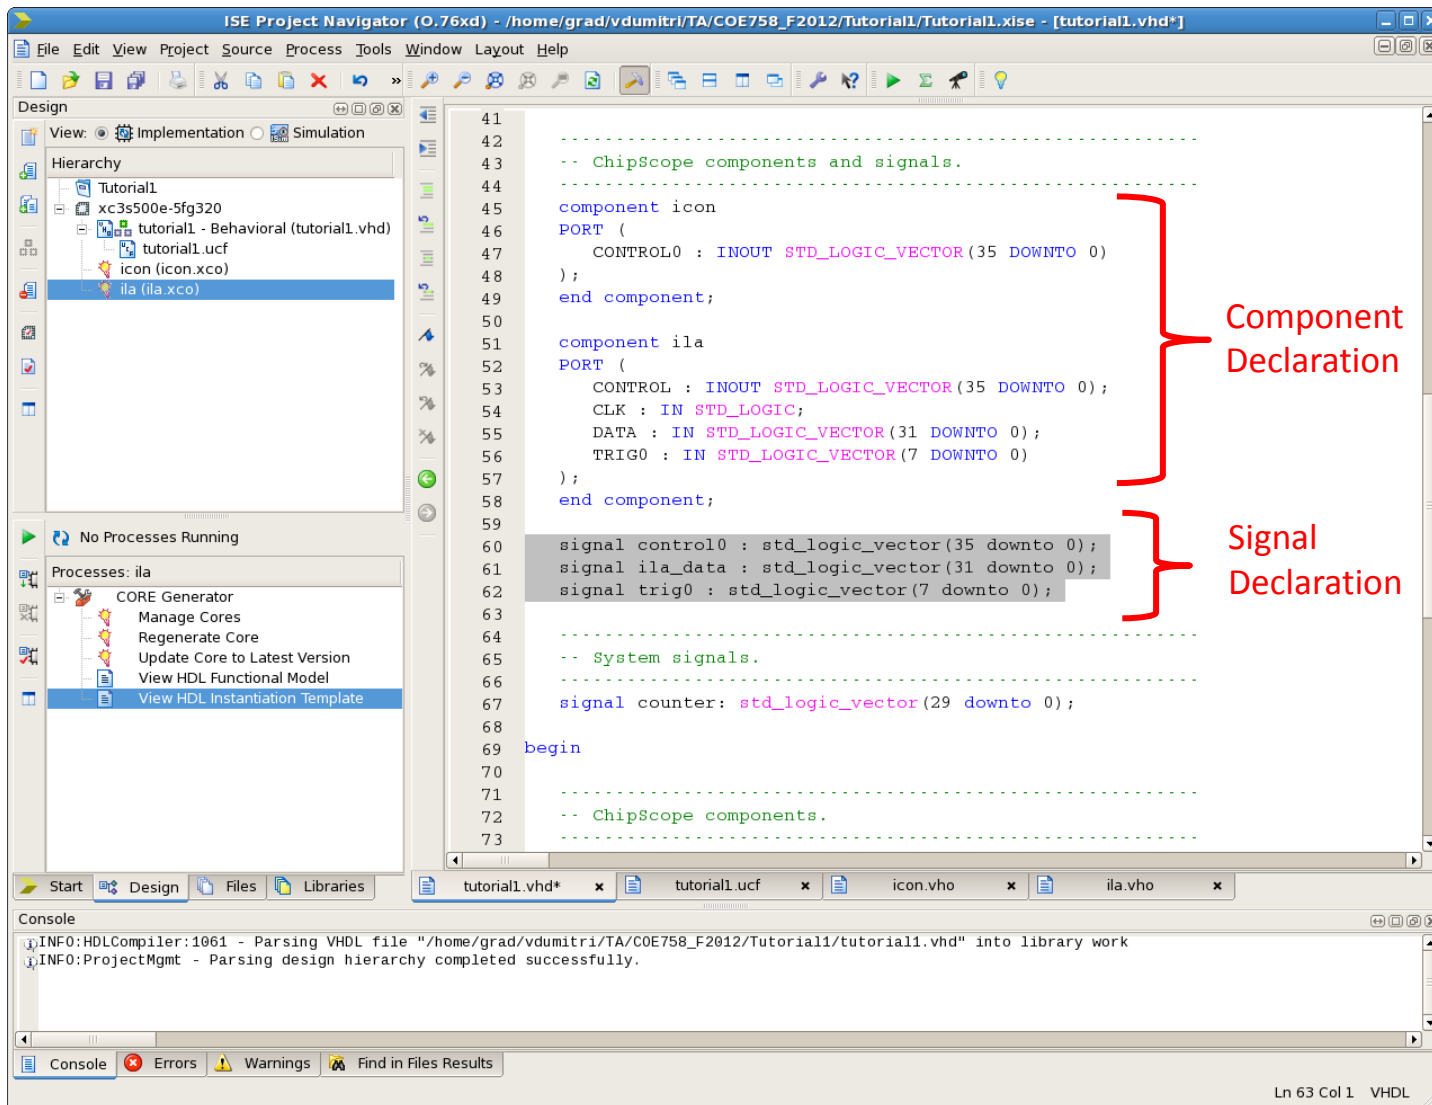 ISE Project Navigator (O.76xd) - /home/grad/vdumitri/TA/COE758_F2012/Tutorial1/Tutorial1.xise - [tutorial1.vhd*]
File Edit View Project Source Process Tools Window Layout Help
»
Design
View: Implementation Simulation
Hierarchy
Tutorial1
xc3s500e-5fg320
tutorial1 - Behavioral (tutorial1.vhd)
tutorial1.ucf
icon (icon.xco)
ila (ila.xco)
No Processes Running
Processes: ila
CORE Generator
Manage Cores
Regenerate Core
Update Core to Latest Version
View HDL Functional Model
View HDL Instantiation Template
Start Design Files Libraries
41
42 ----------------------------------------------------------
43 -- ChipScope components and signals.
44 ----------------------------------------------------------
45 component icon
46 PORT (
47 CONTROL0 : INOUT STD_LOGIC_VECTOR(35 DOWNTO 0)
48 );
49 end component;
50
51 component ila
52 PORT (
53 CONTROL : INOUT STD_LOGIC_VECTOR(35 DOWNTO 0);
54 CLK : IN STD_LOGIC;
55 DATA : IN STD_LOGIC_VECTOR(31 DOWNTO 0);
56 TRIG0 : IN STD_LOGIC_VECTOR(7 DOWNTO 0)
57 );
58 end component;
59
60 signal control0 : std_logic_vector(35 downto 0);
61 signal ila_data : std_logic_vector(31 downto 0);
62 signal trig0 : std_logic_vector(7 downto 0);
63
64 ----------------------------------------------------------
65 -- System signals.
66 ----------------------------------------------------------
67 signal counter: std_logic_vector(29 downto 0);
68
69 begin
70
71 ----------------------------------------------------------
72 -- ChipScope components.
73 ----------------------------------------------------------
Component
Declaration
Signal
Declaration
tutorial1.vhd* tutorial1.ucf icon.vho ila.vho
Console
INFO:HDLCompiler:1061 - Parsing VHDL file "/home/grad/vdumitri/TA/COE758_F2012/Tutorial1/tutorial1.vhd" into library work
INFO:ProjectMgmt - Parsing design hierarchy completed successfully.
Console Errors Warnings Find in Files Results
Ln 63 Col 1 VHDL